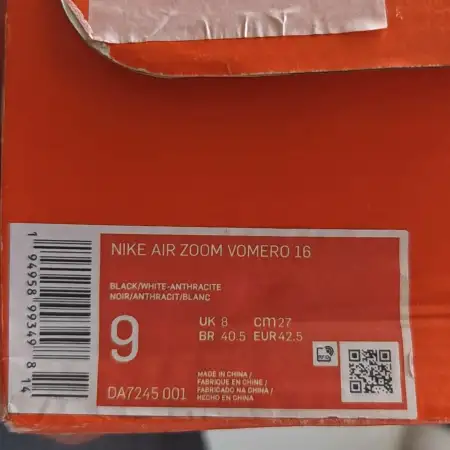 NIKE AIR ZOOM VOMERO 16
BLACK/WHITE-ANTHRACITE
NOIR/ANTHRACIT/BLANC
9
UK 8 cm 27
BR 40.5 EUR 42.5
DA7245 001
MADE IN CHINA /
FABRIQUE EN CHINE /
FABRICADO NA CHINA /
HECHO EN CHINA
1 94958 99349 8 14